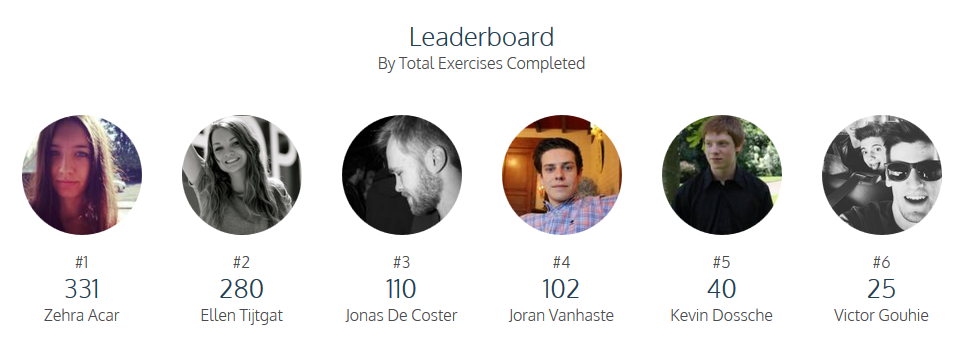 Leaderboard
By Total Exercises Completed
#1
331
Zehra Acar
#2
280
Ellen Tijtgat
#3
110
Jonas De Coster
#4
102
Joran Vanhaste
#5
40
Kevin Dossche
#6
25
Victor Gouhie